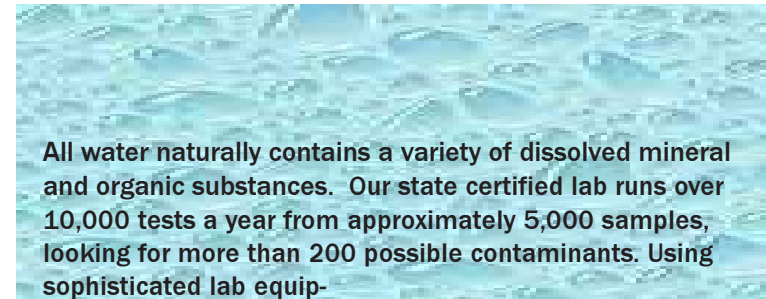 All water naturally contains a variety of dissolved mineral
and organic substances.  Our state certified lab runs over
10,000 tests a year from approximately 5,000 samples,
looking for more than 200 possible contaminants. Using
sophisticated lab equip-